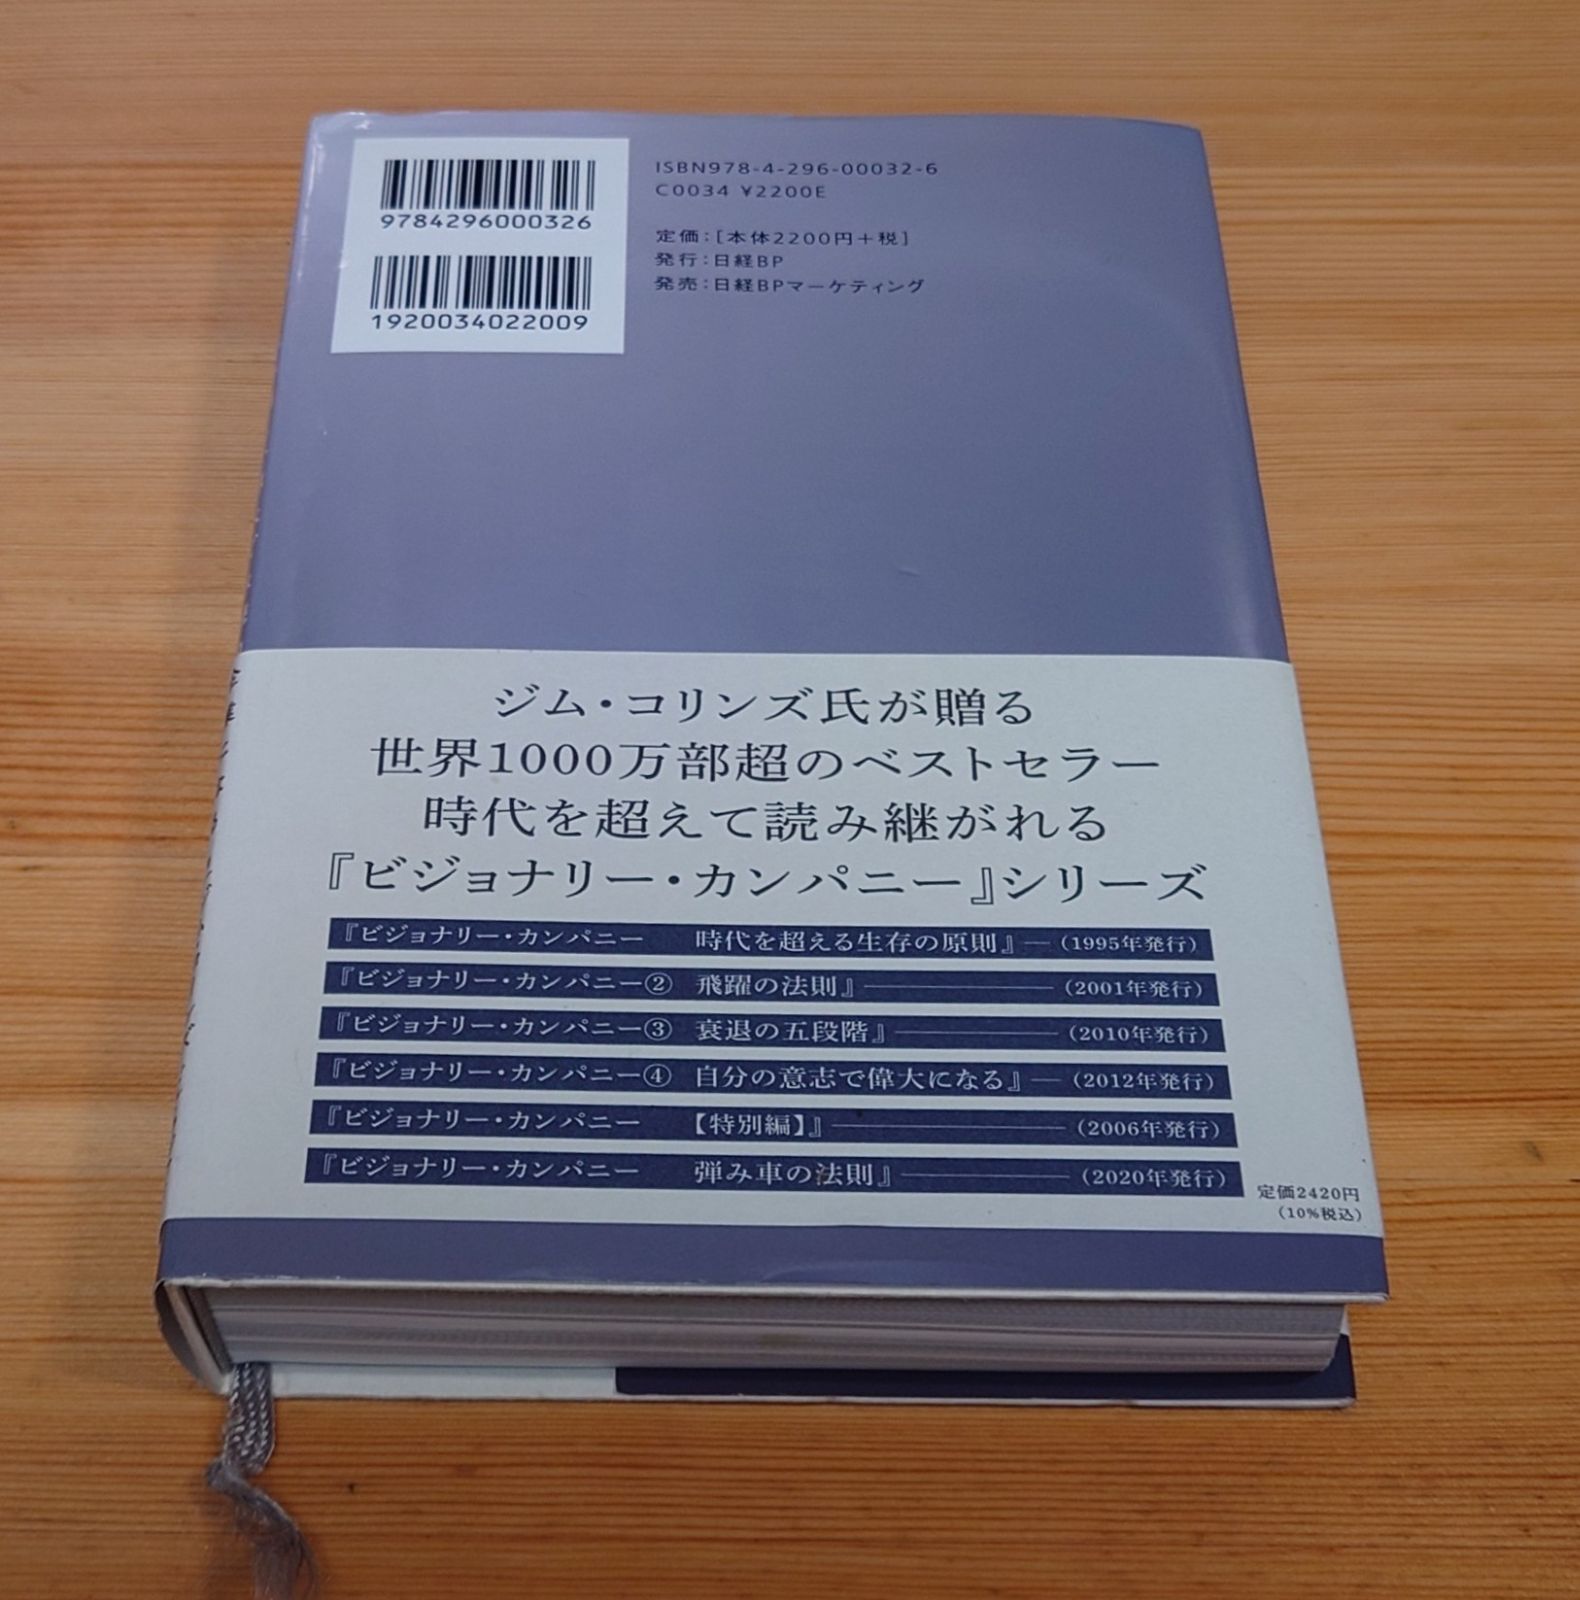 9784296000326
1920034022009
ISBN978-4-296-00032-6
C0034 ¥2200E
定価：[本体2200円＋税]
発行：日経BP
発売：日経BPマーケティング
ジム・コリンズ氏が贈る
世界1000万部超のベストセラー
時代を超えて読み継がれる
『ビジョナリー・カンパニー』シリーズ
『ビジョナリー・カンパニー 時代を超える生存の原則』―（1995年発行）
『ビジョナリー・カンパニー② 飛躍の法則』―（2001年発行）
『ビジョナリー・カンパニー③ 衰退の五段階』―（2010年発行）
『ビジョナリー・カンパニー④ 自分の意志で偉大になる』―（2012年発行）
『ビジョナリー・カンパニー 【特別編】』―（2006年発行）
『ビジョナリー・カンパニー 弾み車の法則』―（2020年発行）
定価2420円
（10%税込）